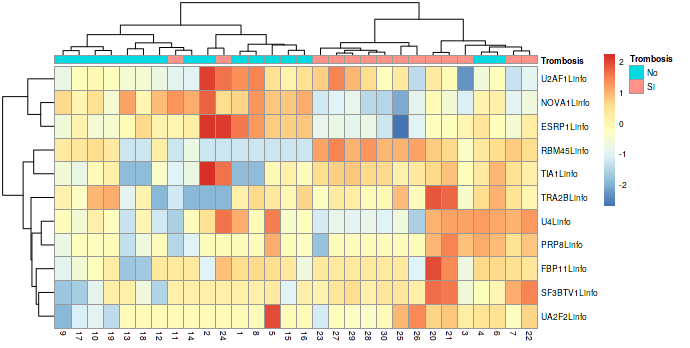 Trombosis
Trombosis
No
SI
2
1
0
-1
-2
U2AF1Linfo
NOVA1Linfo
ESRP1Linfo
RBM45Linfo
TIA1Linfo
TRA2BLinfo
U4Linfo
PRP8Linfo
FBP11Linfo
SF3BTV1Linfo
UA2F2Linfo
9 17 10 19 13 18 12 11 14 2 24 1 8 5 15 16 23 27 29 28 30 25 26 20 21 3 4 6 7 22